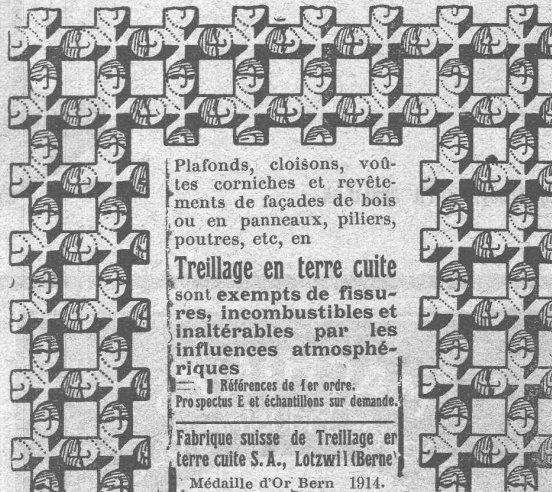 Plafonds, cloisons, voû-
tes corniches et revête-
ments de façades de bois
ou en panneaux, piliers,
poutres, etc, en
Treillage en terre cuite
sont exempts de fissu-
res, incombustibles et
inaltérables par les
influences atmosphé-
riques
Références de 1er ordre.
Prospectus E et échantillons sur demande.
Fabrique suisse de Treillage en
terre cuite S.A., Lotzwil (Berne)
Médaille d'Or Bern 1914.